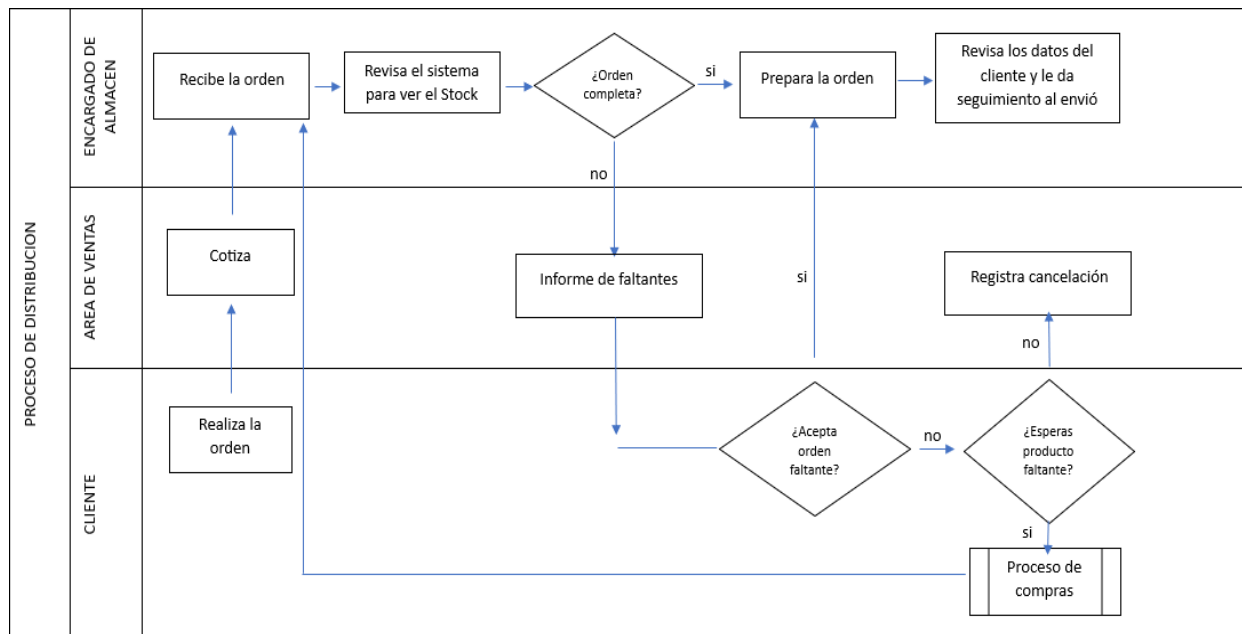 PROCESO DE DISTRIBUCION
ENCARGADO DE
ALMACEN
Recibe la orden
Revisa el sistema
para ver el Stock
¿Orden
completa?
si
no
Prepara la orden
Revisa los datos del
cliente y le da
seguimiento al envió
AREA DE VENTAS
Cotiza
Informe de faltantes
si
Registra cancelación
no
CLIENTE
Realiza la
orden
¿Acepta
orden
faltante?
no
¿Esperas
producto
faltante?
si
Proceso de
compras